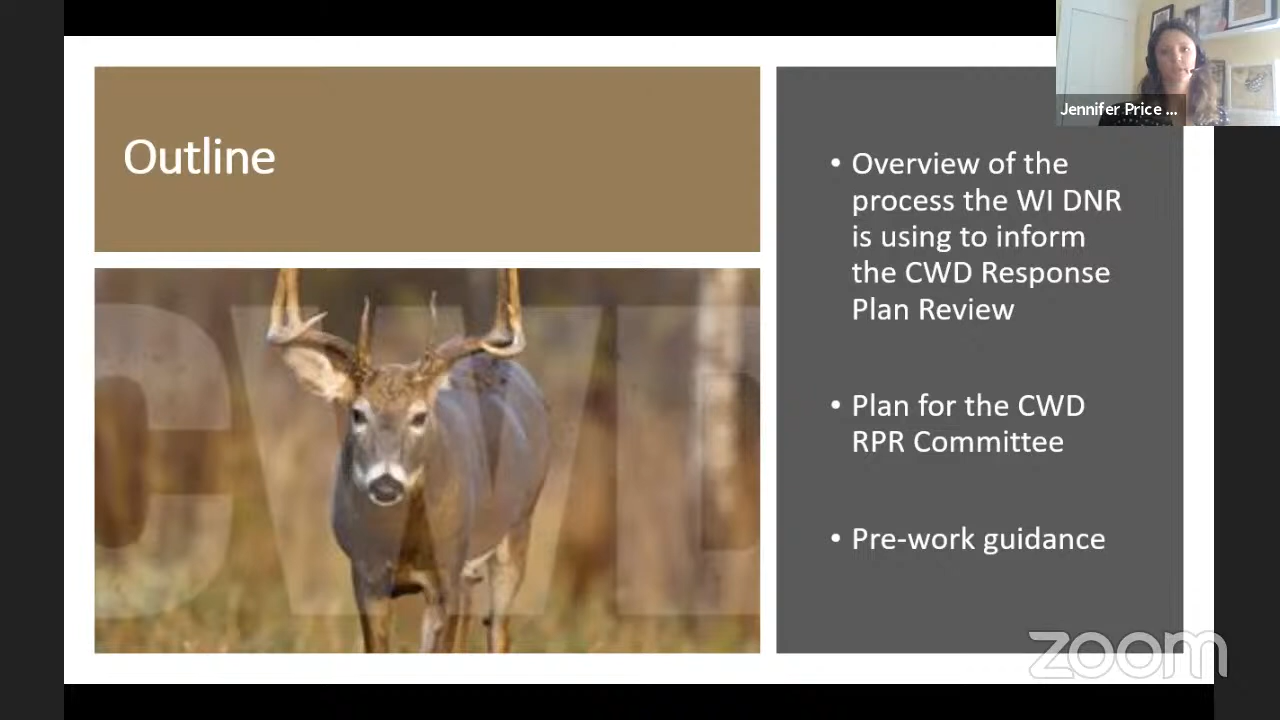 Jennifer Price ...
Outline
• Overview of the
process the WI DNR
is using to inform
the CWD Response
Plan Review
• Plan for the CWD
RPR Committee
• Pre-work guidance
CWD
zoom